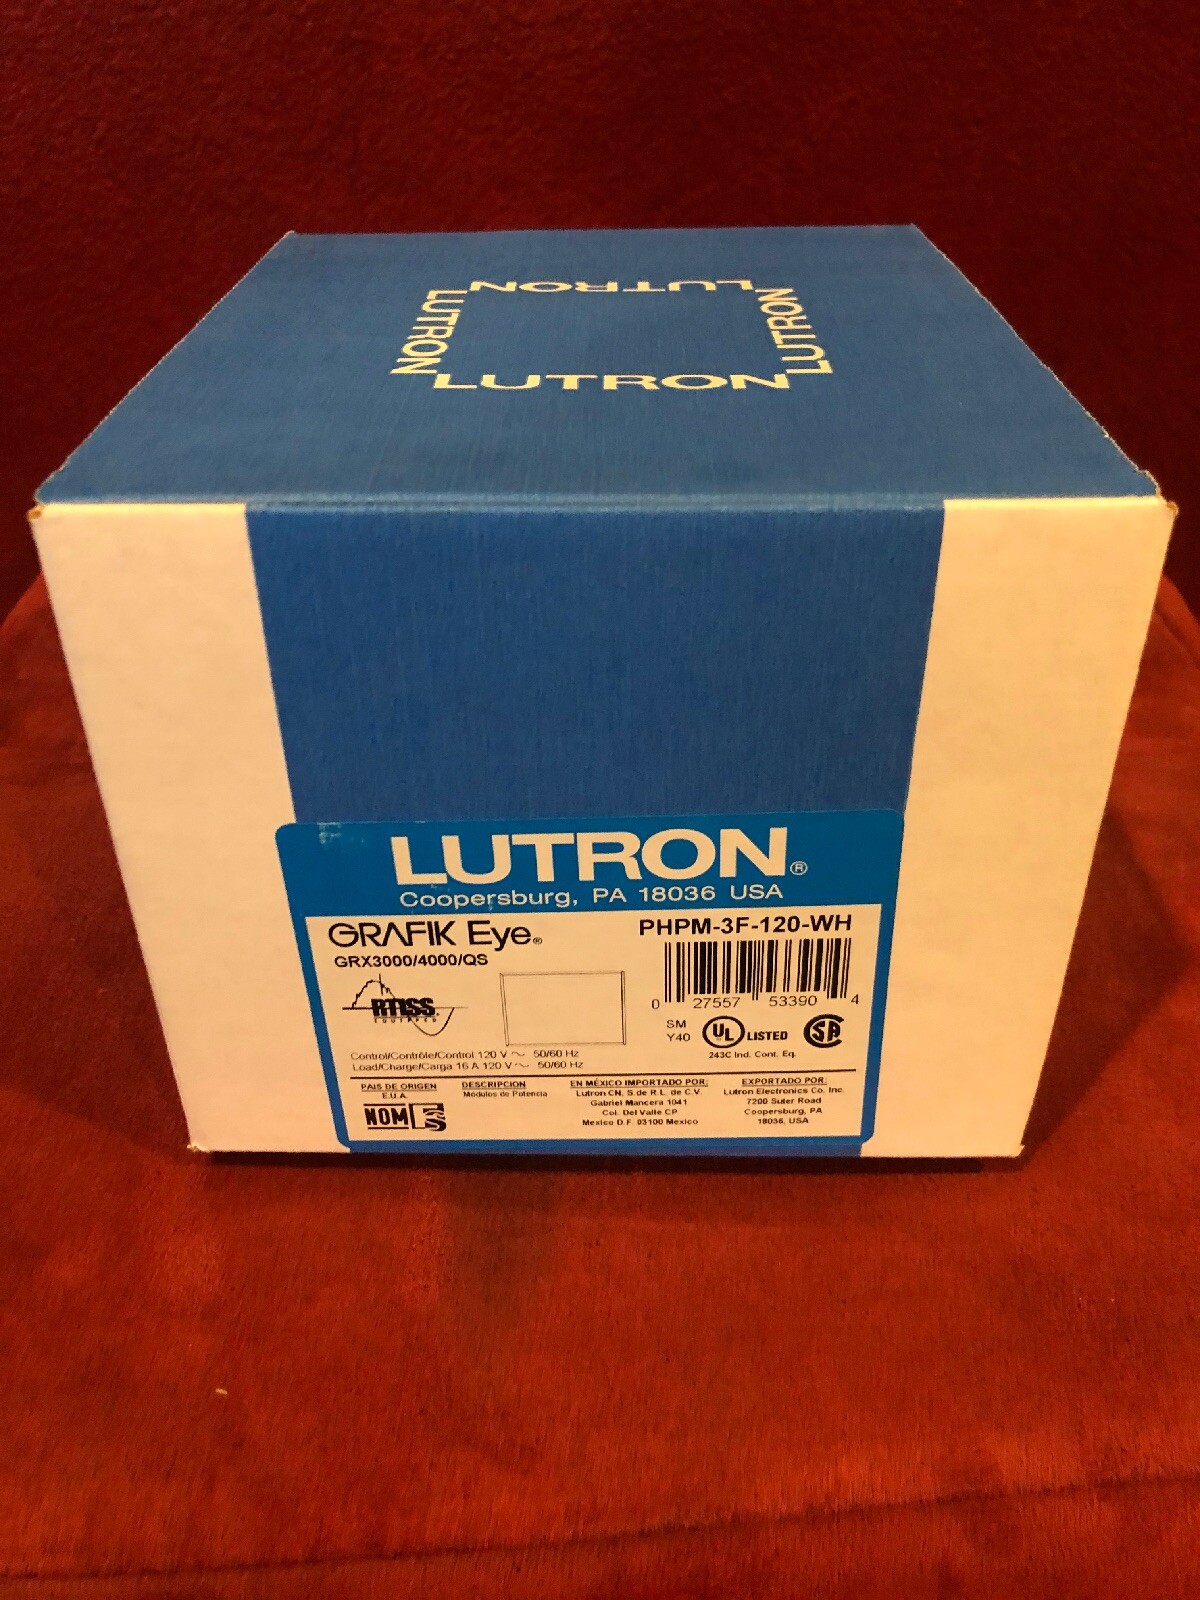 LUTRON
LUTRON
LUTRON
LUTRON
LUTRON®
Coopersburg, PA 18036 USA
GRAFIK Eye®
PHPM-3F-120-WH
GRX3000/4000/QS
RTISS
EQUIPPED
0 27557 53390 4
SM
Y40
UL LISTED
SA
243C Ind. Cont. Eq.
Control/Contrôle/Control 120 V ~ 50/60 Hz
Load/Charge/Carga 16 A 120 V ~ 50/60 Hz
PAIS DE ORIGEN
E.U.A.
NOM
DESCRIPCION
Módulos de Potencia
EN MÉXICO IMPORTADO POR:
Lutron CN, S de R.L. de C.V.
Gabriel Mancera 1041
Col. Del Valle CP
Mexico D.F. 03100 Mexico
EXPORTADO POR:
Lutron Electronics Co. Inc.
7200 Suter Road
Coopersburg, PA
18036, USA